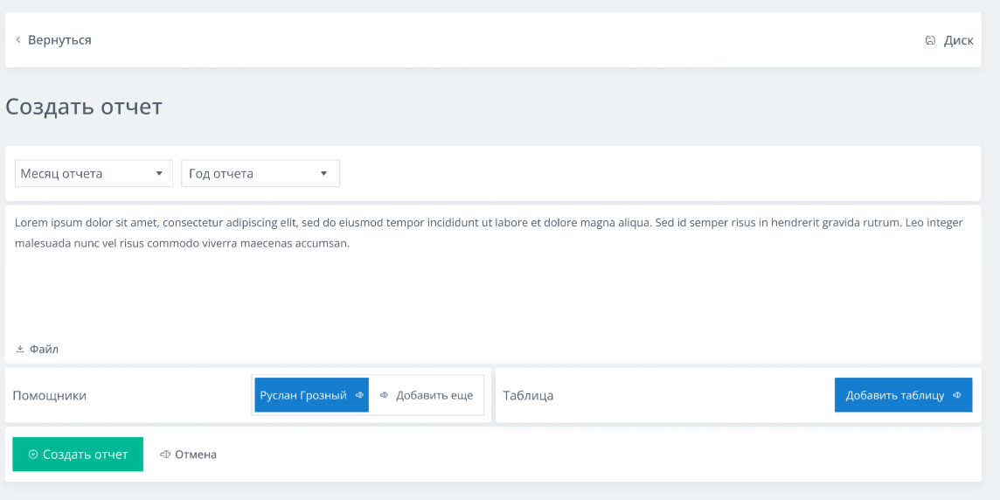 Вернуться
Диск
Создать отчет
Месяц отчета
Год отчета
Lorem ipsum dolor sit amet, consectetur adipiscing elit, sed do eiusmod tempor incididunt ut labore et dolore magna aliqua. Sed id semper risus in hendrerit gravida rutrum. Leo integer
malesuada nunc vel risus commodo viverra maecenas accumsan.
Файл
Помощники
Руслан Грозный
Добавить еще
Таблица
Добавить таблицу
Создать отчет
Отмена